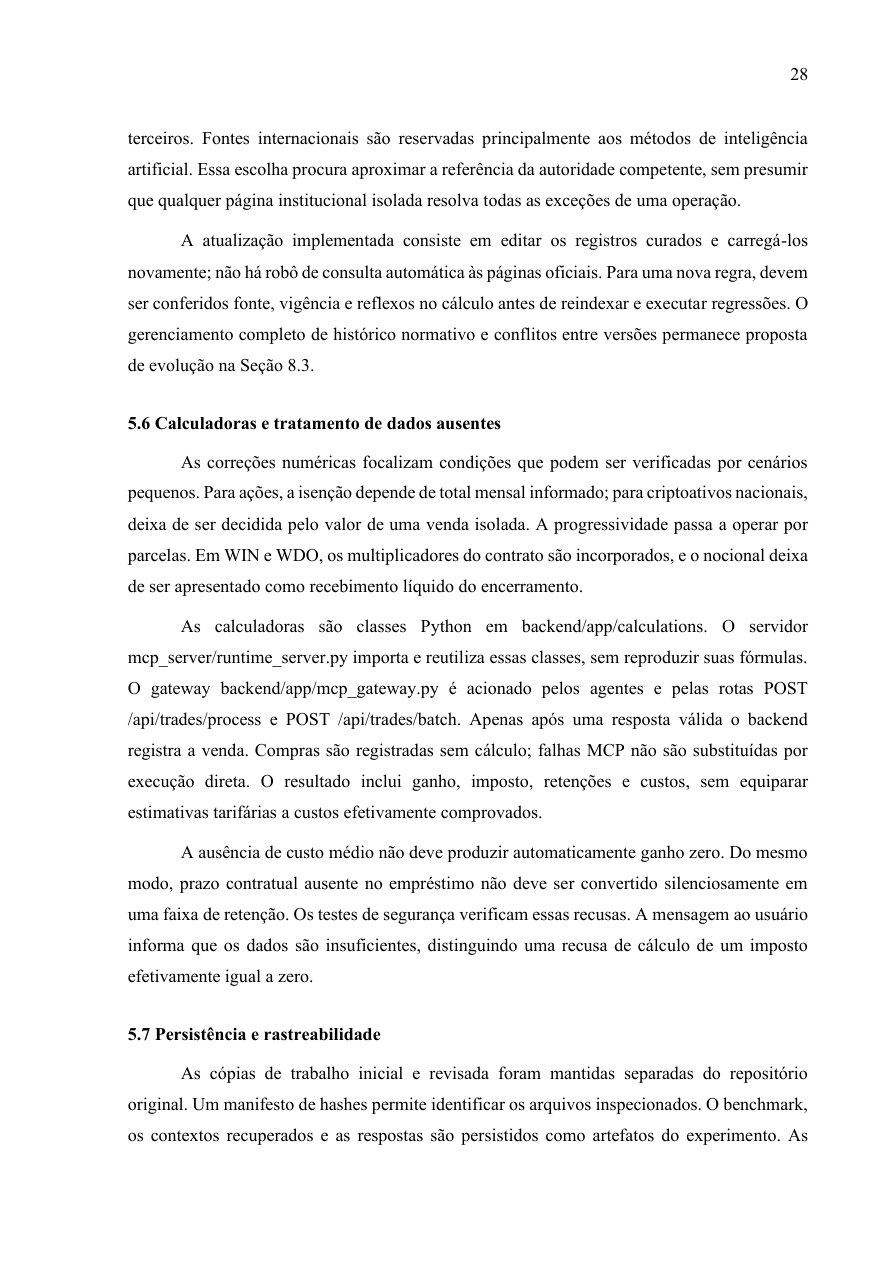 28
terceiros. Fontes internacionais são reservadas principalmente aos métodos de inteligência
artificial. Essa escolha procura aproximar a referência da autoridade competente, sem presumir
que qualquer página institucional isolada resolva todas as exceções de uma operação.
A atualização implementada consiste em editar os registros curados e carregá-los
novamente; não há robô de consulta automática às páginas oficiais. Para uma nova regra, devem
ser conferidos fonte, vigência e reflexos no cálculo antes de reindexar e executar regressões. O
gerenciamento completo de histórico normativo e conflitos entre versões permanece proposta
de evolução na Seção 8.3.
5.6 Calculadoras e tratamento de dados ausentes
As correções numéricas focalizam condições que podem ser verificadas por cenários
pequenos. Para ações, a isenção depende de total mensal informado; para criptoativos nacionais,
deixa de ser decidida pelo valor de uma venda isolada. A progressividade passa a operar por
parcelas. Em WIN e WDO, os multiplicadores do contrato são incorporados, e o nocional deixa
de ser apresentado como recebimento líquido do encerramento.
As calculadoras são classes Python em backend/app/calculations. O servidor
mcp_server/runtime_server.py importa e reutiliza essas classes, sem reproduzir suas fórmulas.
O gateway backend/app/mcp_gateway.py é acionado pelos agentes e pelas rotas POST
/api/trades/process e POST /api/trades/batch. Apenas após uma resposta válida o backend
registra a venda. Compras são registradas sem cálculo; falhas MCP não são substituídas por
execução direta. O resultado inclui ganho, imposto, retenções e custos, sem equiparar
estimativas tarifárias a custos efetivamente comprovados.
A ausência de custo médio não deve produzir automaticamente ganho zero. Do mesmo
modo, prazo contratual ausente no empréstimo não deve ser convertido silenciosamente em
uma faixa de retenção. Os testes de segurança verificam essas recusas. A mensagem ao usuário
informa que os dados são insuficientes, distinguindo uma recusa de cálculo de um imposto
efetivamente igual a zero.
5.7 Persistência e rastreabilidade
As cópias de trabalho inicial e revisada foram mantidas separadas do repositório
original. Um manifesto de hashes permite identificar os arquivos inspecionados. O benchmark,
os contextos recuperados e as respostas são persistidos como artefatos do experimento. As